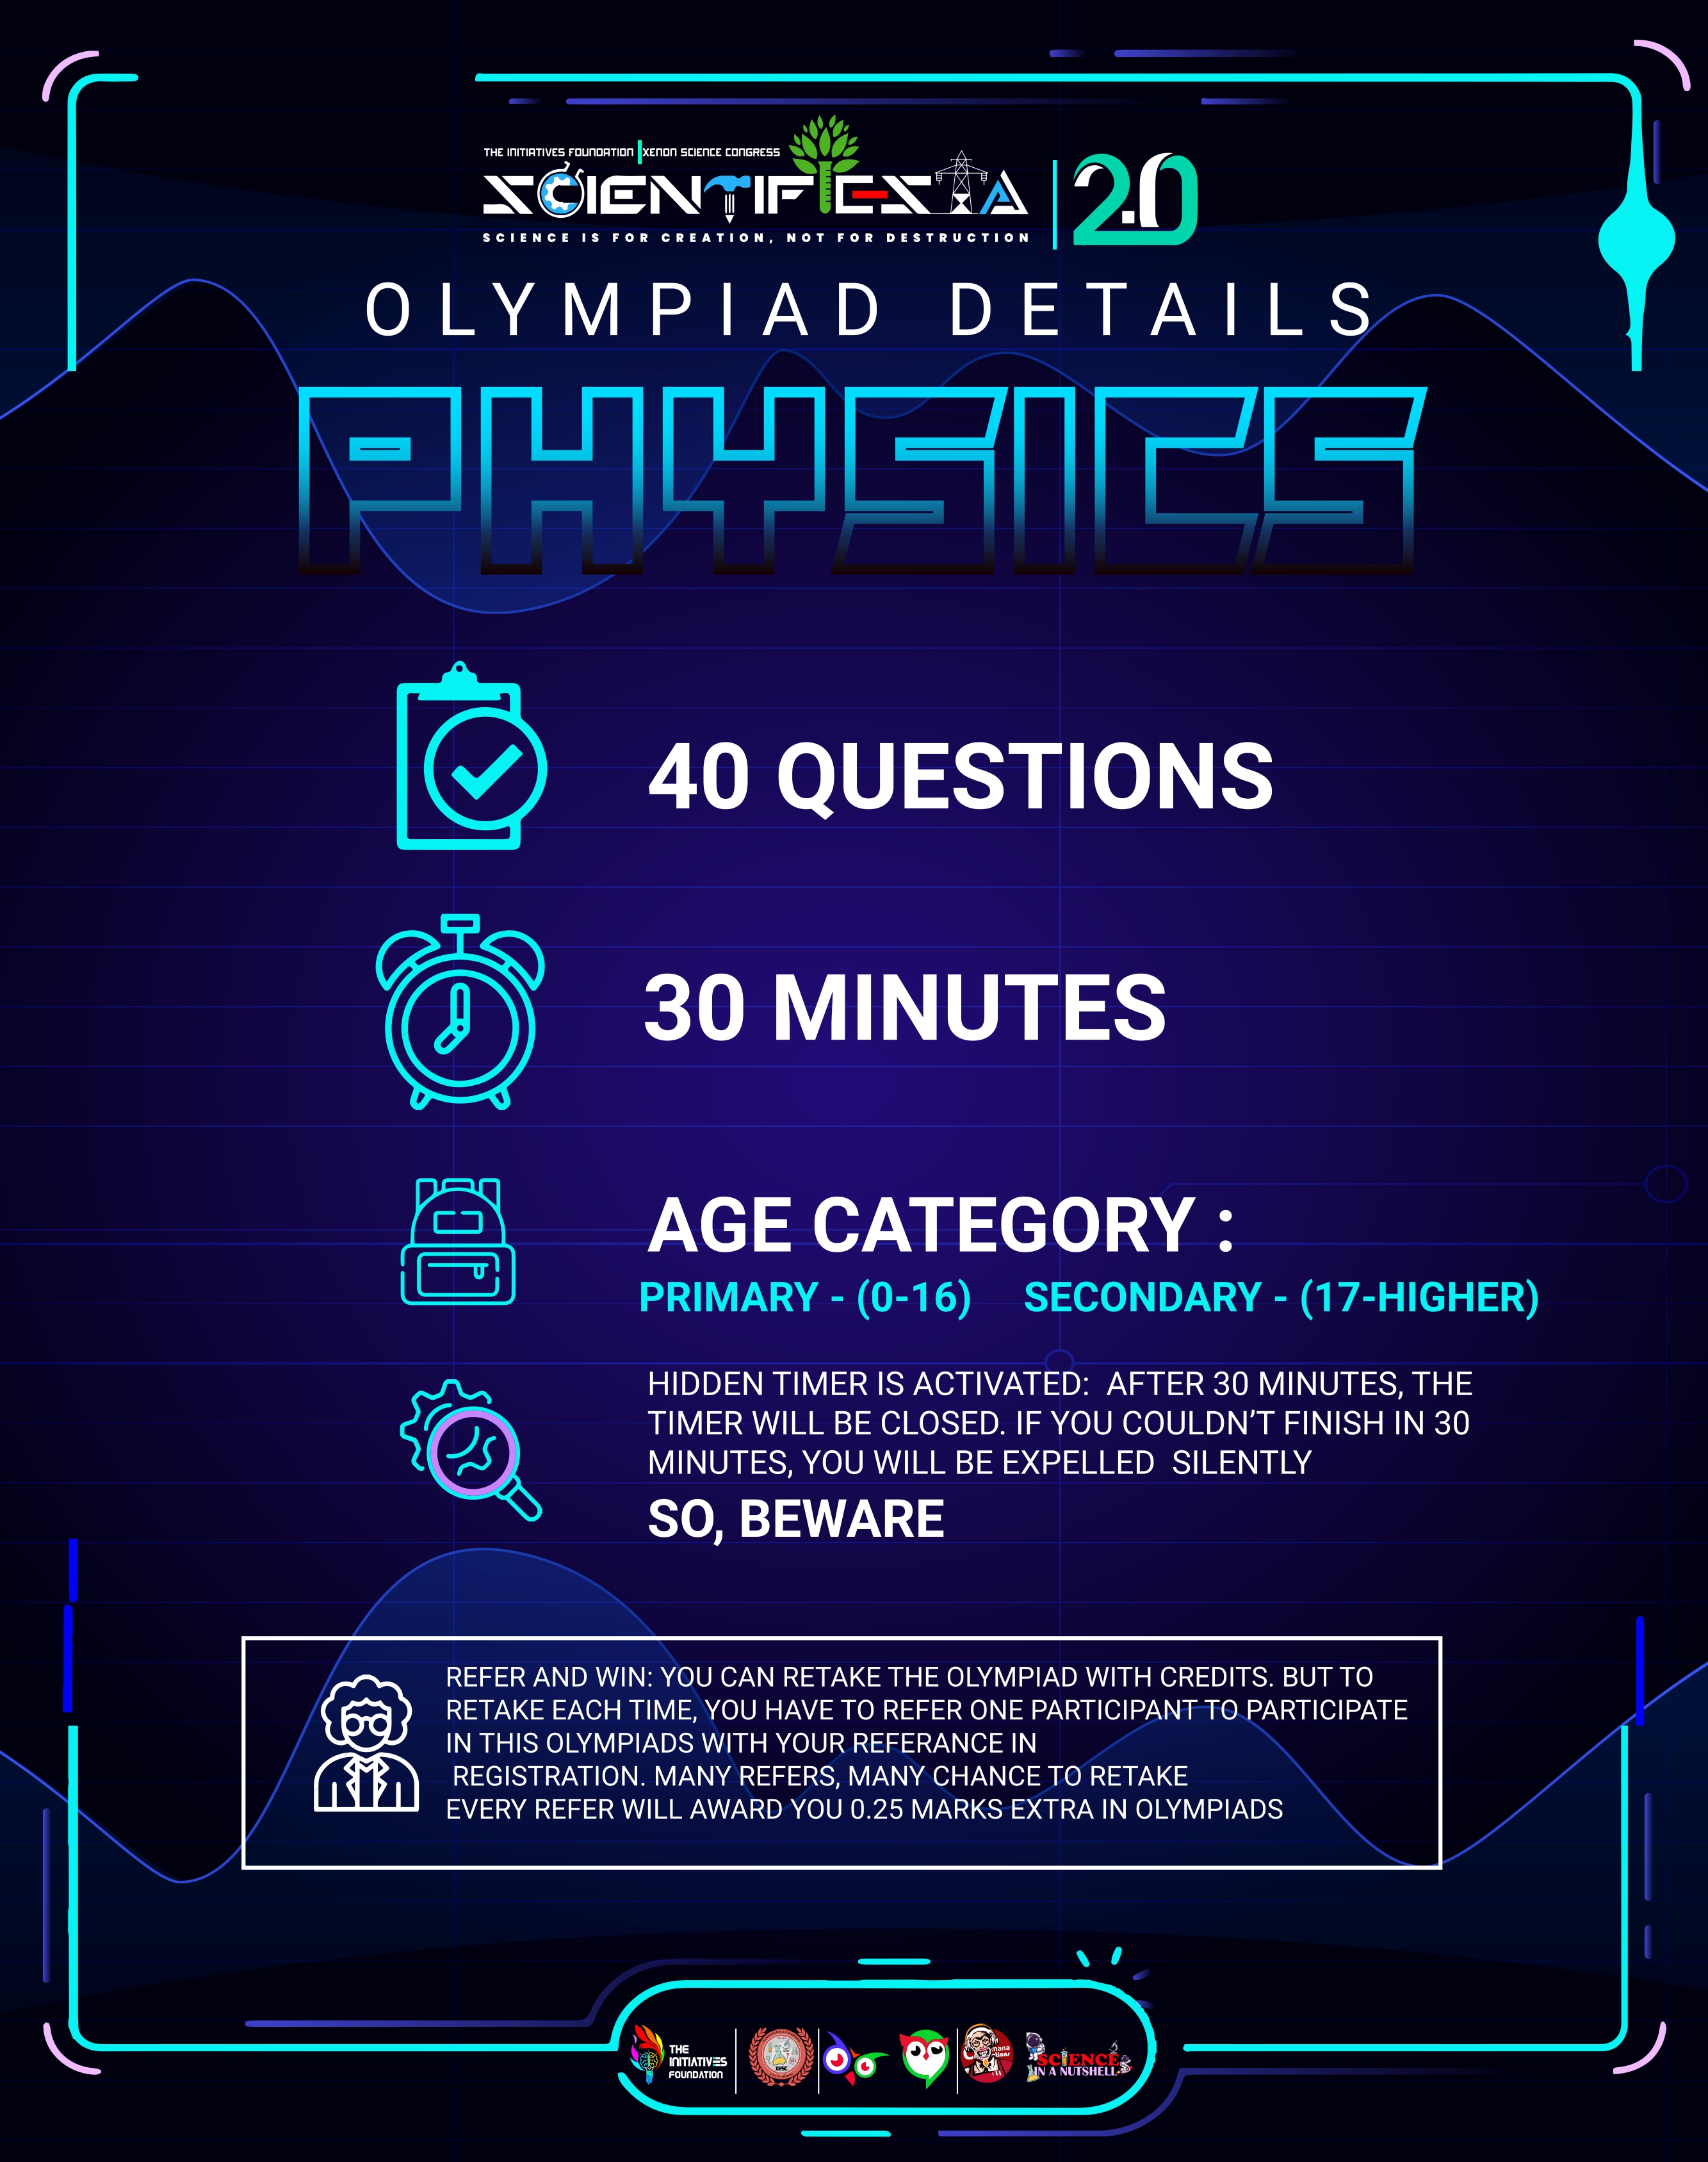 THE INITIATIVES FOUNDATION XENON SCIENCE CONGRESS
SCIENTIFIESTA 2.0
SCIENCE IS FOR CREATION, NOT FOR DESTRUCTION
OLYMPIAD DETAILS
PHYSICS
40 QUESTIONS
30 MINUTES
AGE CATEGORY :
PRIMARY - (0-16) SECONDARY - (17-HIGHER)
HIDDEN TIMER IS ACTIVATED: AFTER 30 MINUTES, THE
TIMER WILL BE CLOSED. IF YOU COULDN'T FINISH IN 30
MINUTES, YOU WILL BE EXPELLED SILENTLY
SO, BEWARE
REFER AND WIN: YOU CAN RETAKE THE OLYMPIAD WITH CREDITS. BUT TO
RETAKE EACH TIME, YOU HAVE TO REFER ONE PARTICIPANT TO PARTICIPATE
IN THIS OLYMPIADS WITH YOUR REFERANCE IN
REGISTRATION. MANY REFERS, MANY CHANCE TO RETAKE
EVERY REFER WILL AWARD YOU 0.25 MARKS EXTRA IN OLYMPIADS
THE
INITIATIVES
FOUNDATION
SCIENCE
IN A NUTSHELL